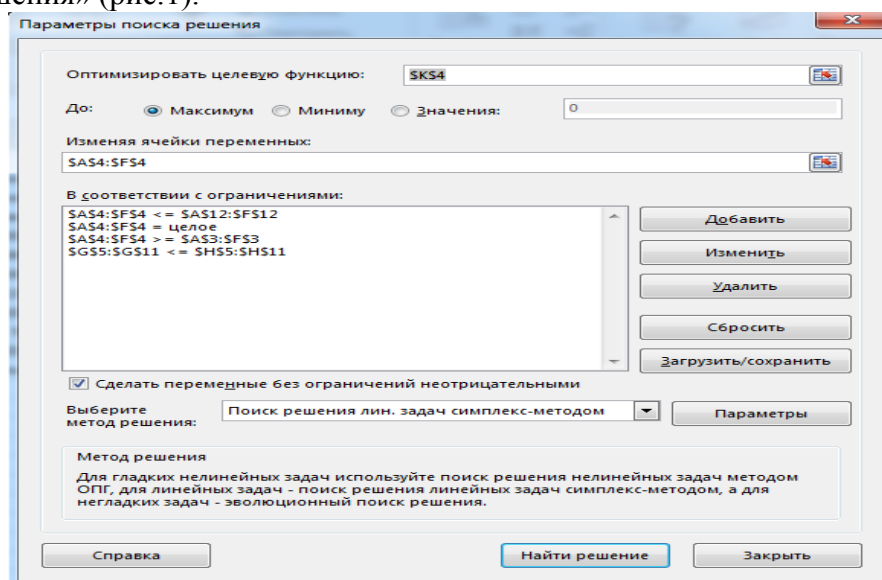 шения» (рис.1).
Параметры поиска решения
Оптимизировать целевую функцию: $K$4
До: Максимум Миниму Значения: 0
Изменяя ячейки переменных:
$A$4:$F$4
В соответствии с ограничениями:
$A$4:$F$4 <= $A$12:$F$12
$A$4:$F$4 = целое
$A$4:$F$4 >= $A$3:$F$3
$G$5:$G$11 <= $H$5:$H$11
Добавить
Изменить
Удалить
Сбросить
Загрузить/сохранить
Сделать переменные без ограничений неотрицательными
Выберите
метод решения:
Поиск решения лин. задач симплекс-методом
Параметры
Метод решения
Для гладких нелинейных задач используйте поиск решения нелинейных задач методом
ОПГ, для линейных задач - поиск решения линейных задач симплекс-методом, а для
негладких задач - эволюционный поиск решения.
Справка
Найти решение
Закрыть